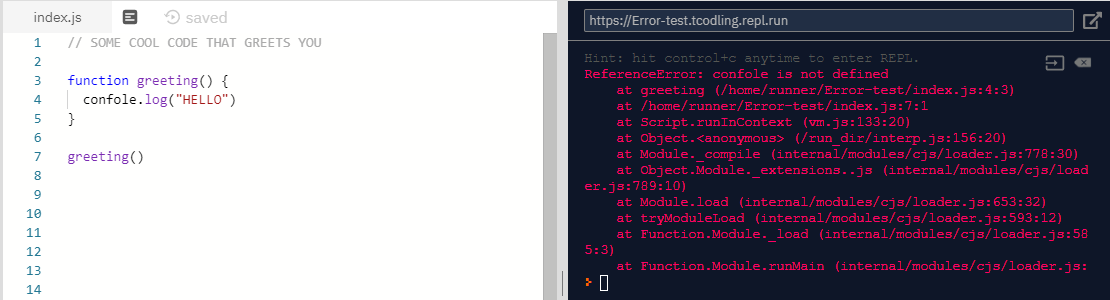 index.js
saved
1 // SOME COOL CODE THAT GREETS YOU
2
3 function greeting() {
4 confole.log("HELLO")
5 }
6
7 greeting()
8
9
10
11
12
13
14
https://Error-test.tcodling.repl.run
Hint: hit control+c anytime to enter REPL.
ReferenceError: confole is not defined
at greeting (/home/runner/Error-test/index.js:4:3)
at /home/runner/Error-test/index.js:7:1
at Script.runInContext (vm.js:133:20)
at Object.<anonymous> (/run_dir/interp.js:156:20)
at Module._compile (internal/modules/cjs/loader.js:778:30)
at Object.Module._extensions..js (internal/modules/cjs/load
er.js:789:10)
at Module.load (internal/modules/cjs/loader.js:653:32)
at tryModuleLoad (internal/modules/cjs/loader.js:593:12)
at Function.Module._load (internal/modules/cjs/loader.js:58
5:3)
at Function.Module.runMain (internal/modules/cjs/loader.js: